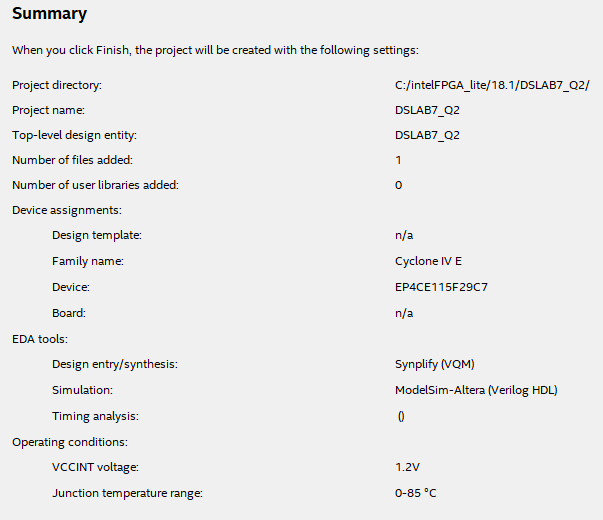 Summary
When you click Finish, the project will be created with the following settings:
Project directory: C:/intelFPGA_lite/18.1/DSLAB7_Q2/
Project name: DSLAB7_Q2
Top-level design entity: DSLAB7_Q2
Number of files added: 1
Number of user libraries added: 0
Device assignments:
Design template: n/a
Family name: Cyclone IV E
Device: EP4CE115F29C7
Board: n/a
EDA tools:
Design entry/synthesis: Synplify (VQM)
Simulation: ModelSim-Altera (Verilog HDL)
Timing analysis: ()
Operating conditions:
VCCINT voltage: 1.2V
Junction temperature range: 0-85 °C